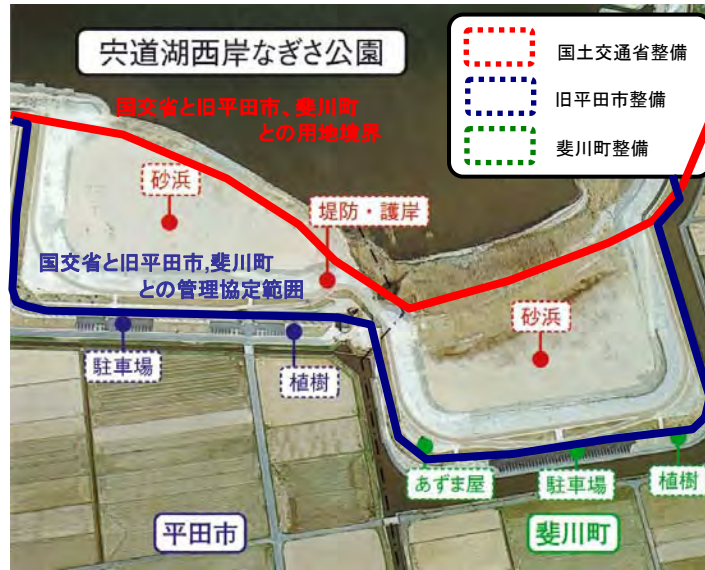 宍道湖西岸なぎさ公園
国土交通省整備
旧平田市整備
斐川町整備
国交省と旧平田市、斐川町
との用地境界
砂浜
堤防・護岸
国交省と旧平田市,斐川町
との管理協定範囲
砂浜
駐車場
植樹
あずま屋
駐車場
植樹
平田市
斐川町